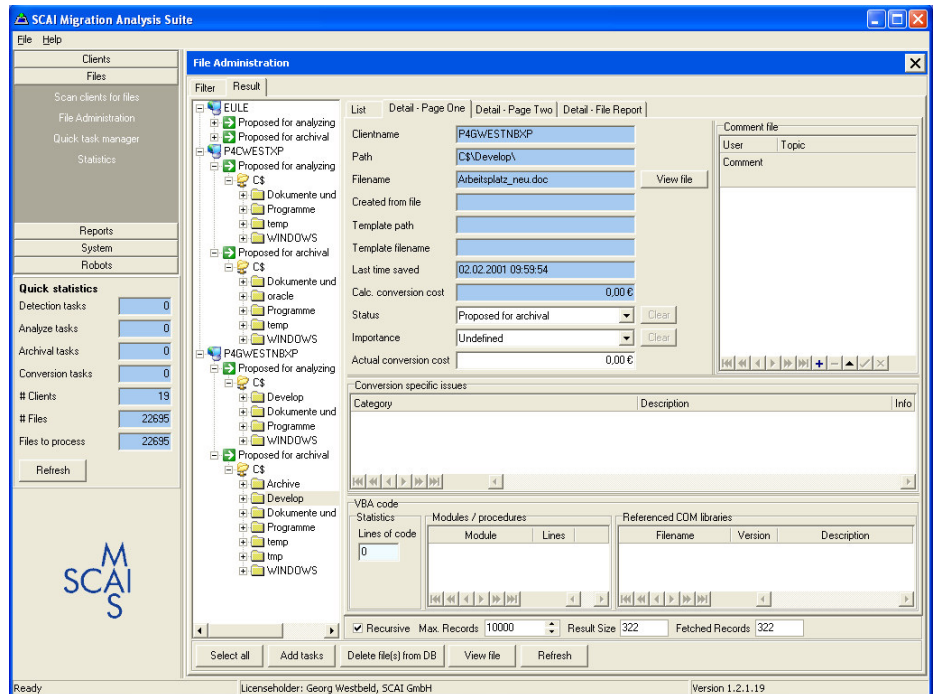 SCAI Migration Analysis Suite
File Help
Clients
Files
Scan clients for files
File Administration
Quick task manager
Statistics
Reports
System
Robots
Quick statistics
Detection tasks 0
Analyze tasks 0
Archival tasks 0
Conversion tasks 0
# Clients 19
# Files 22695
Files to process 22695
Refresh
SCAI
MAS
File Administration
Filter Result
EULE
Proposed for analyzing
Proposed for archival
P4CWESTXP
Proposed for analyzing
C$
Dokumente und
Programme
temp
WINDOWS
Proposed for archival
C$
Dokumente und
oracle
Programme
temp
WINDOWS
P4GWESTNBXP
Proposed for analyzing
C$
Develop
Dokumente und
Programme
WINDOWS
Proposed for archival
C$
Archive
Develop
Dokumente und
Programme
temp
tmp
WINDOWS
List Detail - Page One Detail - Page Two Detail - File Report
Clientname P4GWESTNBXP
Path C$\Develop\
Filename Arbeitsplatz_neu.doc View file
Created from file
Template path
Template filename
Last time saved 02.02.2001 09:59:54
Calc. conversion cost 0,00 €
Status Proposed for archival Clear
Importance Undefined Clear
Actual conversion cost 0,00 €
Comment file
User Topic
Comment
Conversion specific issues
Category Description Info
VBA code
Statistics
Lines of code
0
Modules / procedures
Module Lines
Referenced COM libraries
Filename Version Description
Recursive Max. Records 10000 Result Size 322 Fetched Records 322
Select all Add tasks Delete file(s) from DB View file Refresh
Ready Licenseholder: Georg Westbeld, SCAI GmbH Version 1.2.1.19